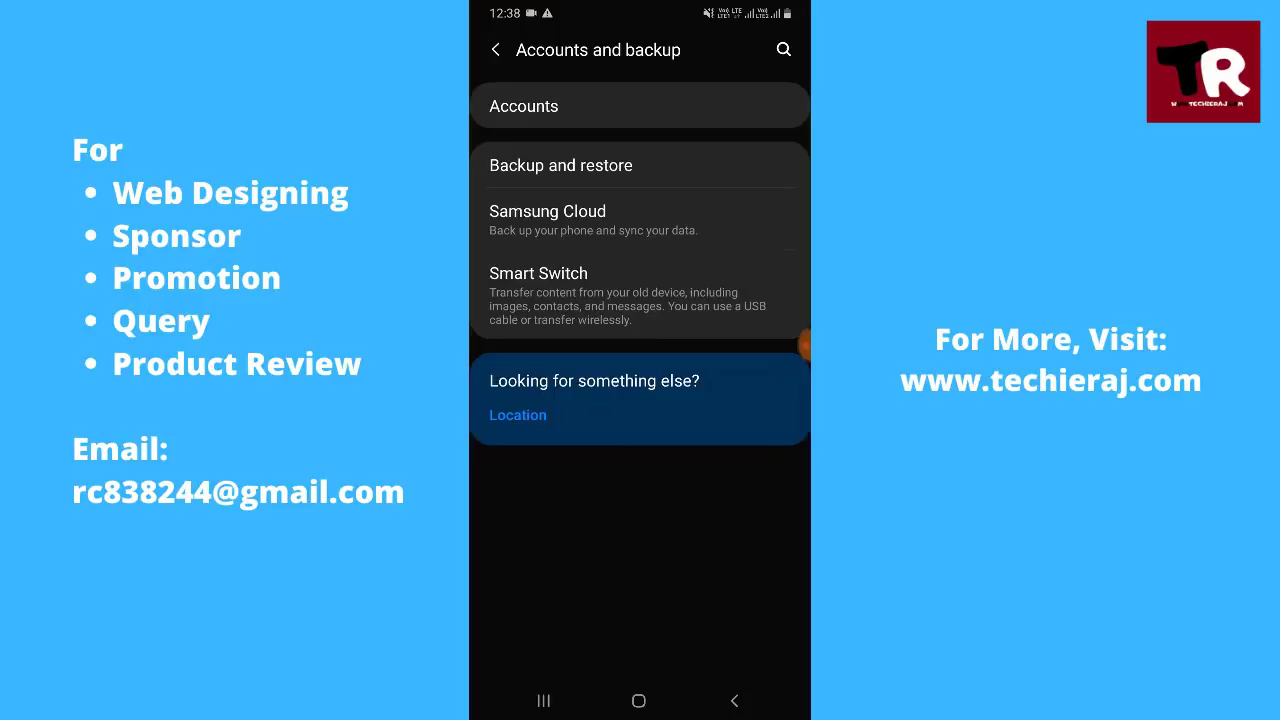 For
• Web Designing
• Sponsor
• Promotion
• Query
• Product Review
Email:
rc838244@gmail.com
12:38
Accounts and backup
Accounts
Backup and restore
Samsung Cloud
Back up your phone and sync your data.
Smart Switch
Transfer content from your old device, including
images, contacts, and messages. You can use a USB
cable or transfer wirelessly.
Looking for something else?
Location
TR
For More, Visit:
www.techieraj.com